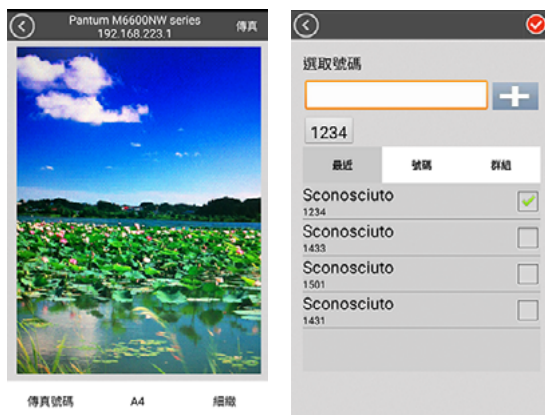 Pantum M6600NW series
192.168.223.1
傳真
傳真號碼
A4
細緻
選取號碼
1234
最近
號碼
群組
Sconosciuto
1234
Sconosciuto
1433
Sconosciuto
1501
Sconosciuto
1431